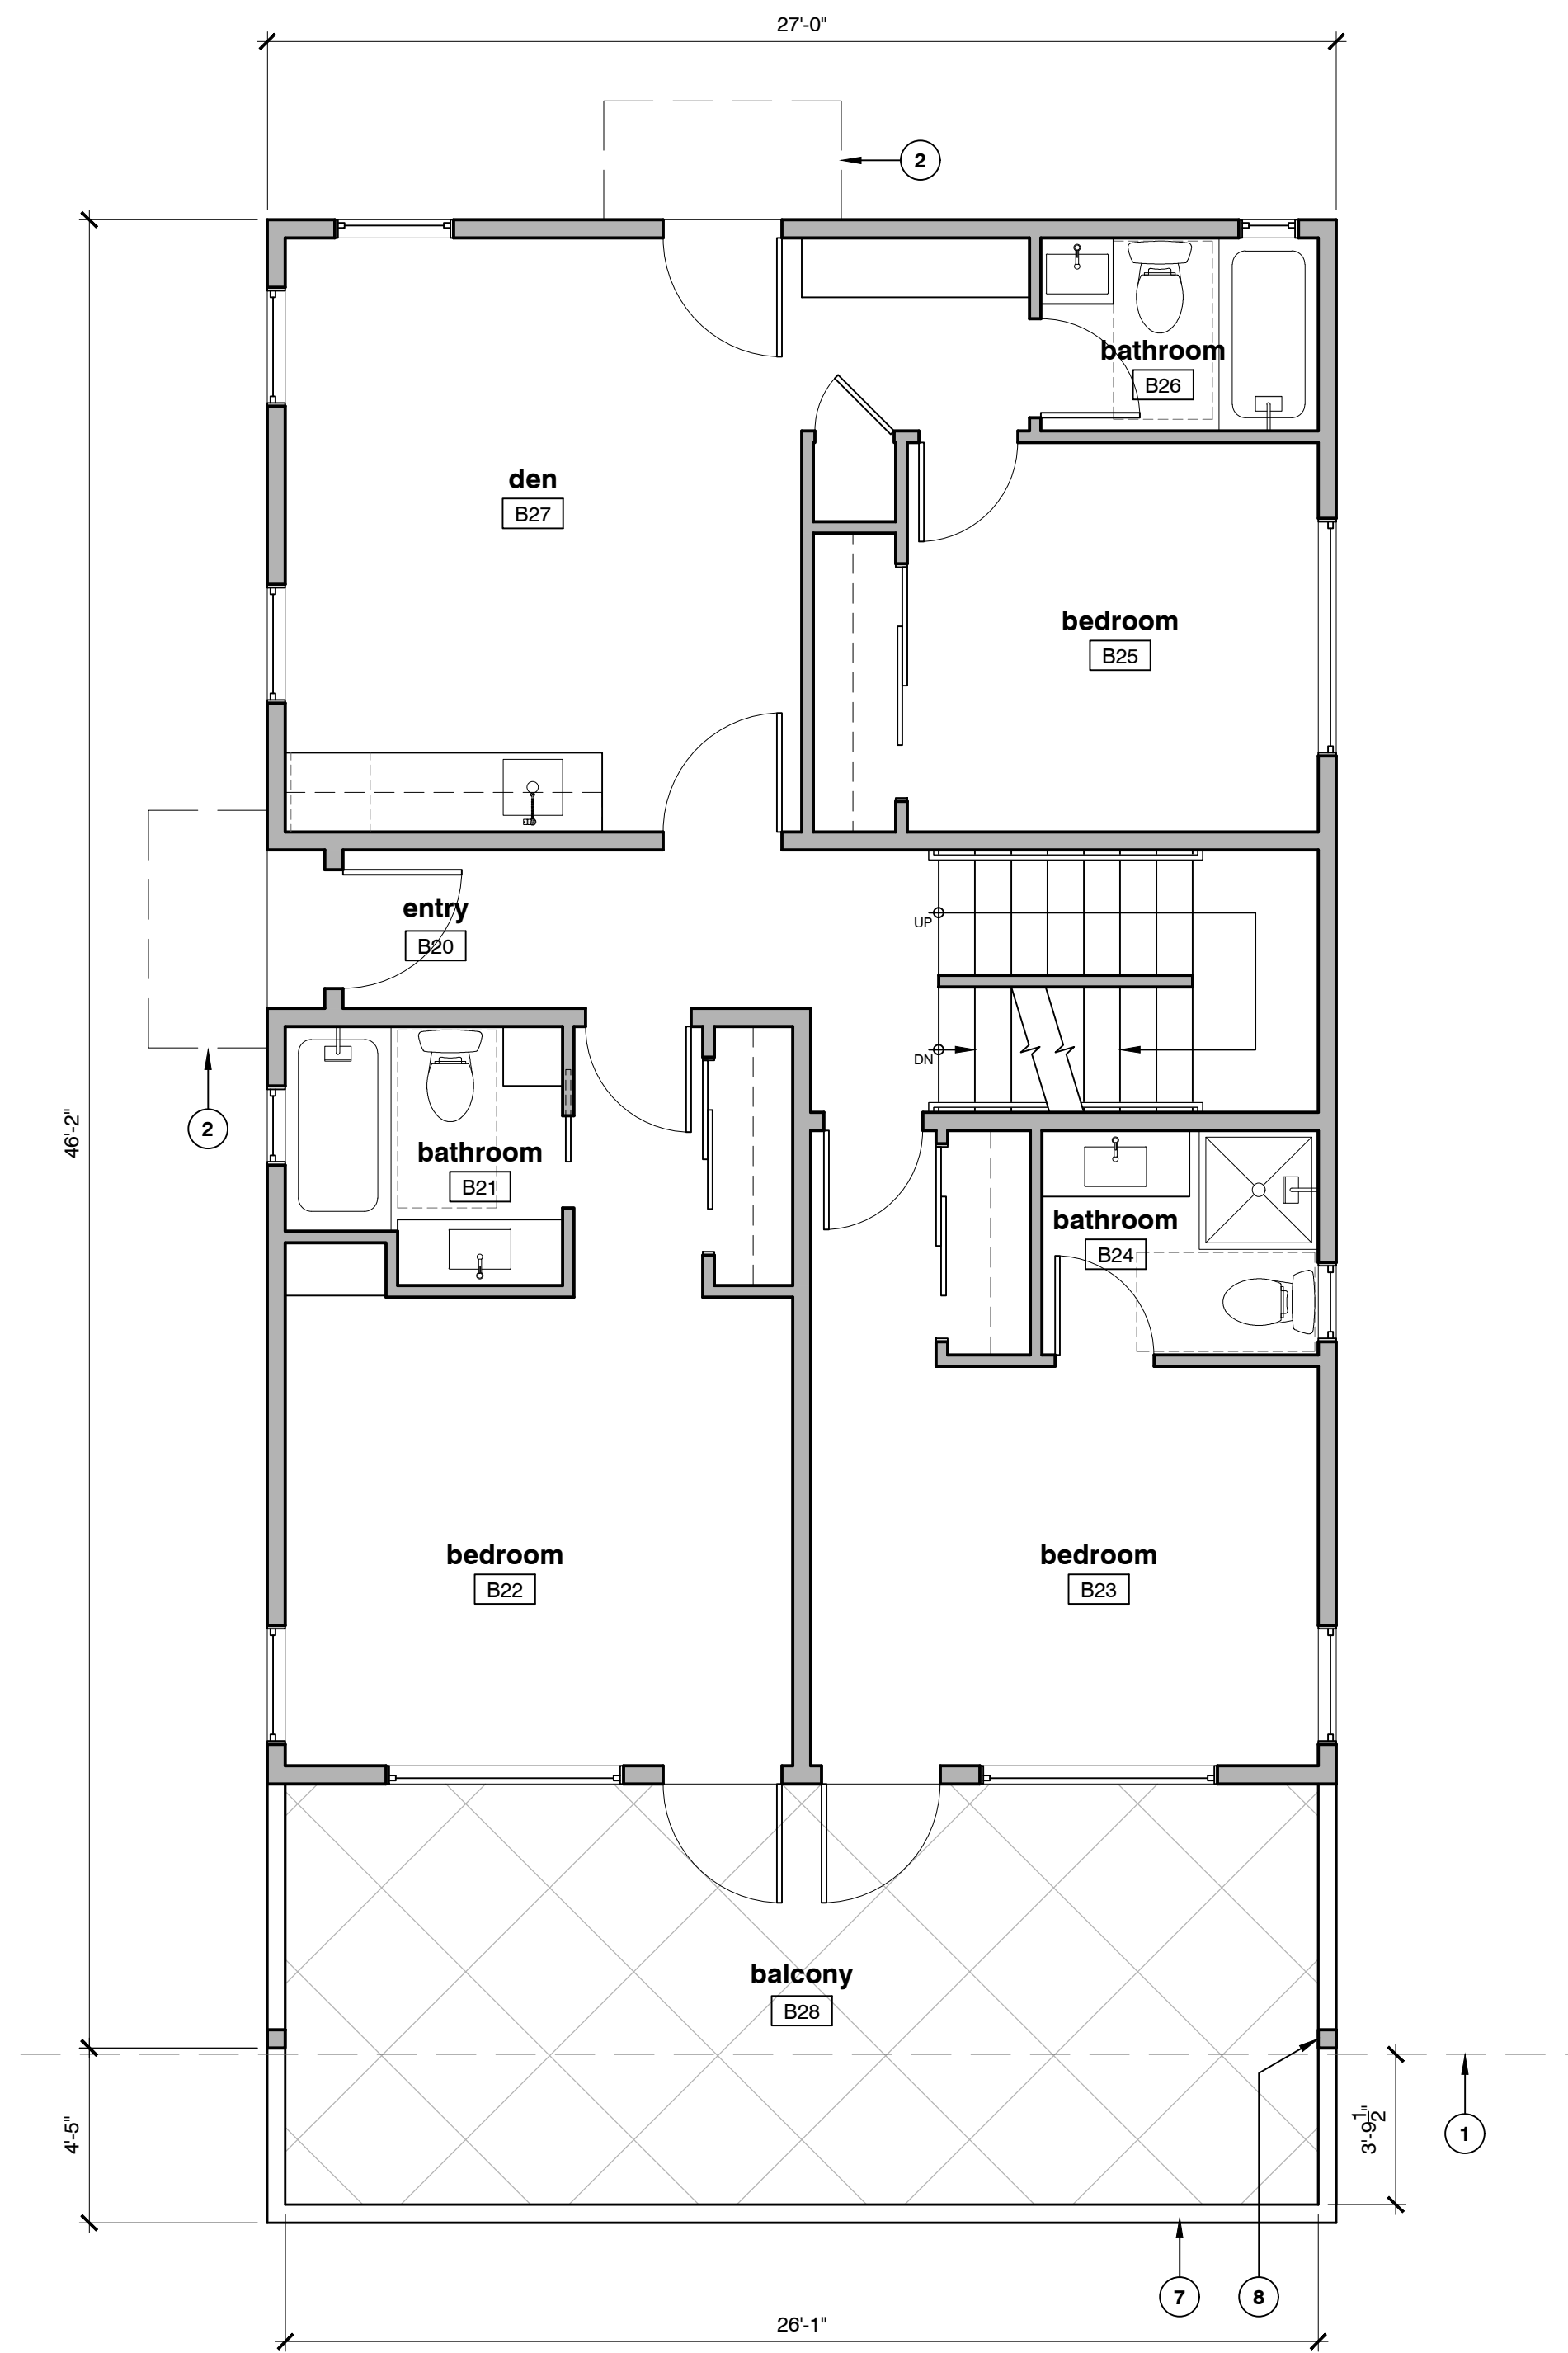 27'-0"
2
bathroom
B26
den
B27
bedroom
B25
entry
B20
UP
DN
2
46'-2"
bathroom
B21
bathroom
B24
bedroom
B22
bedroom
B23
balcony
B28
4'-5"
3'-9 1/2"
1
7
8
26'-1"